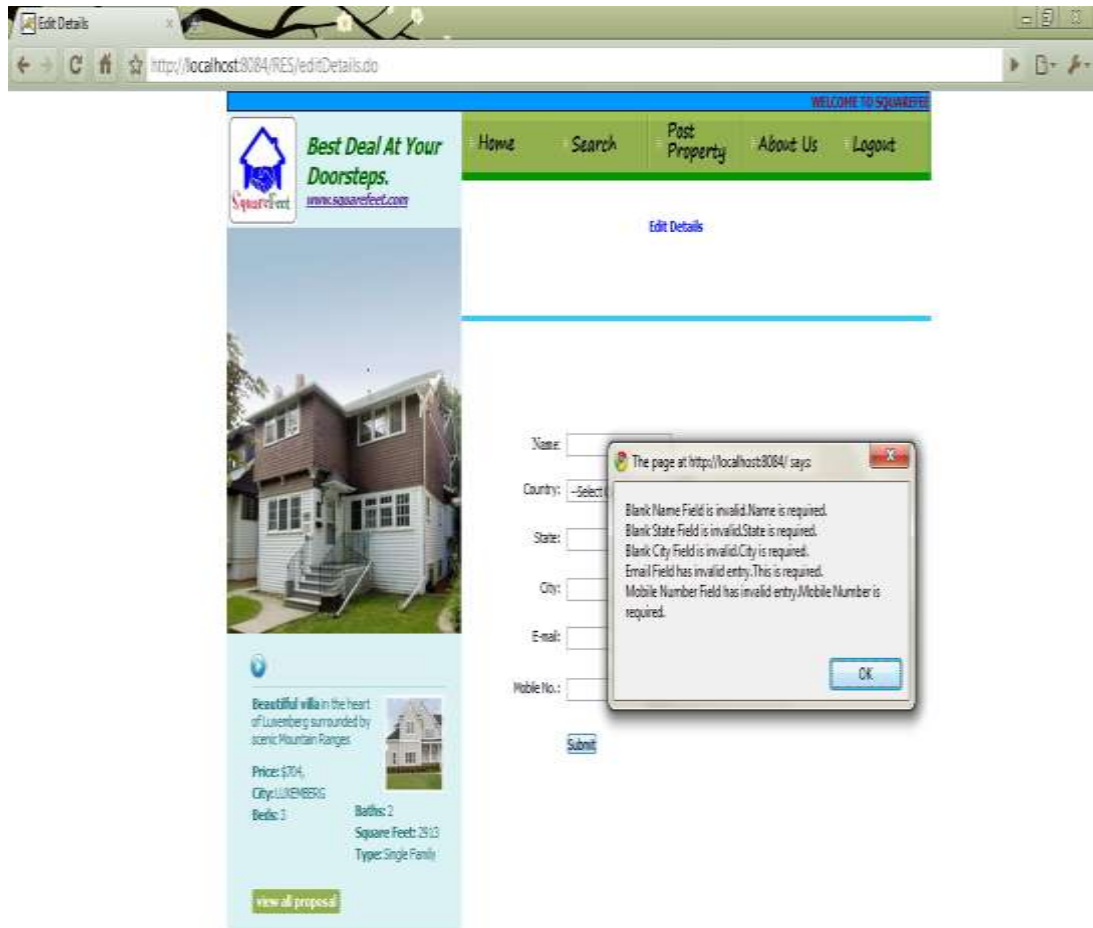 Edit Details
http://localhost:8084/RES/editDetails.do
WELCOME TO SQUAREFEE
SquareFeet
Best Deal At Your
Doorsteps.
www.squarefeet.com
Home
Search
Post
Property
About Us
Logout
Edit Details
Name:
Country:
--Select
State:
City:
E-mail:
Mobile No.:
Submit
The page at http://localhost:8084/ says:
Blank Name Field is invalid.Name is required.
Blank State Field is invalid.State is required.
Blank City Field is invalid.City is required.
Email Field has invalid entry.This is required.
Mobile Number Field has invalid entry.Mobile Number is
required.
OK
Beautiful villa in the heart
of Luxemberg surrounded by
scenic Mountain Ranges
Price: $704,
City: LUXEMBERG
Beds: 3
Baths: 2
Square Feet: 2913
Type: Single Family
view all proposal